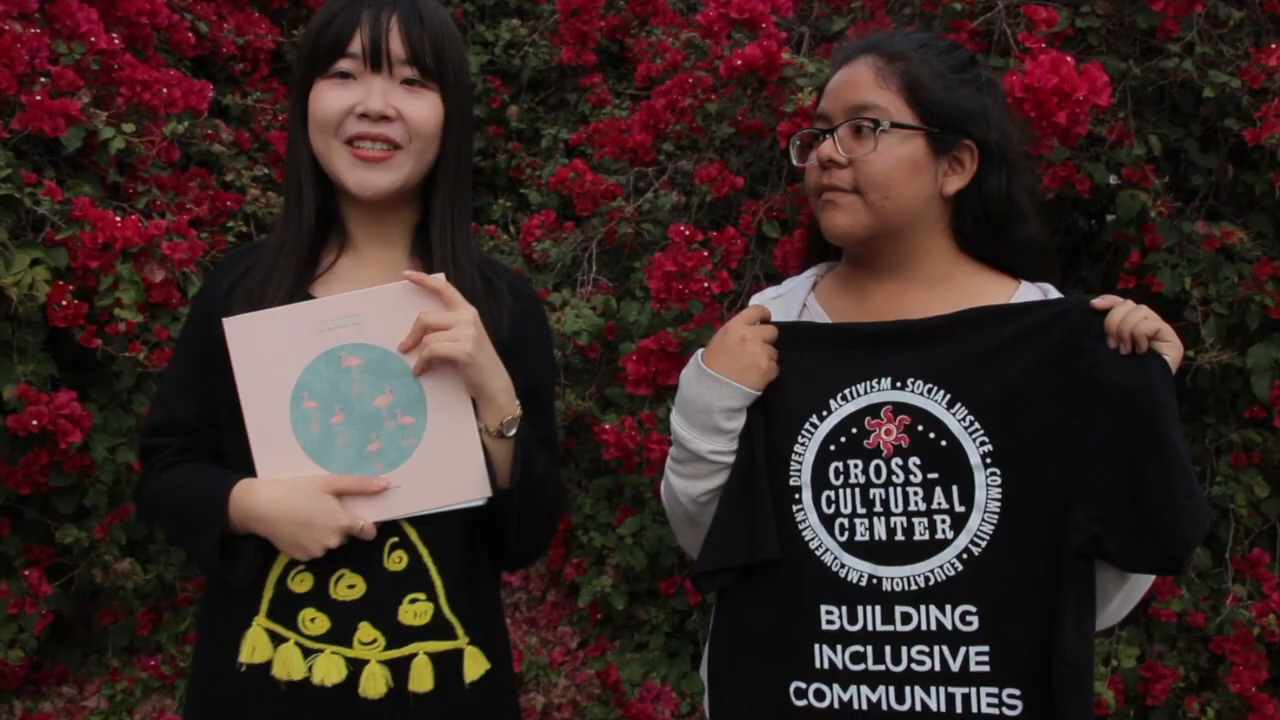 DIVERSITY • ACTIVISM • SOCIAL JUSTICE • COMMUNITY • EDUCATION • EMPOWERMENT •
CROSS-
CULTURAL
CENTER
BUILDING
INCLUSIVE
COMMUNITIES